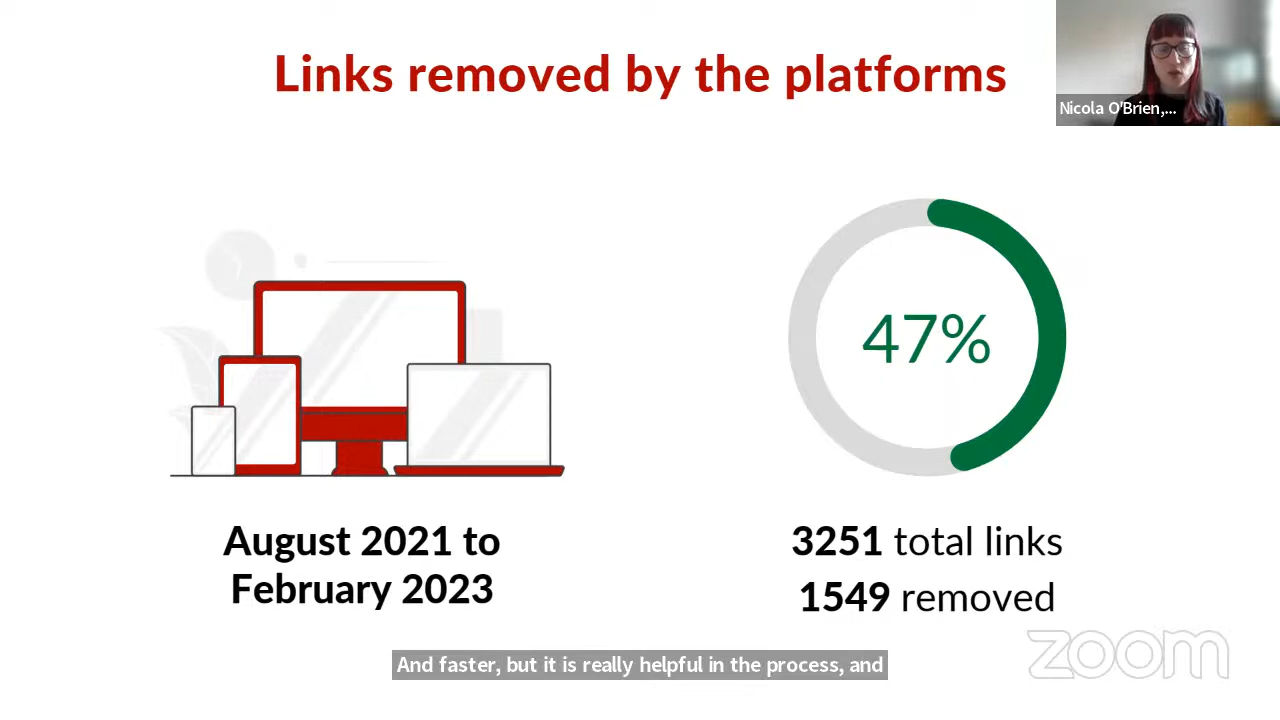 Links removed by the platforms
Nicola O'Brien,...
47%
August 2021 to
February 2023
3251 total links
1549 removed
zoom
And faster, but it is really helpful in the process, and